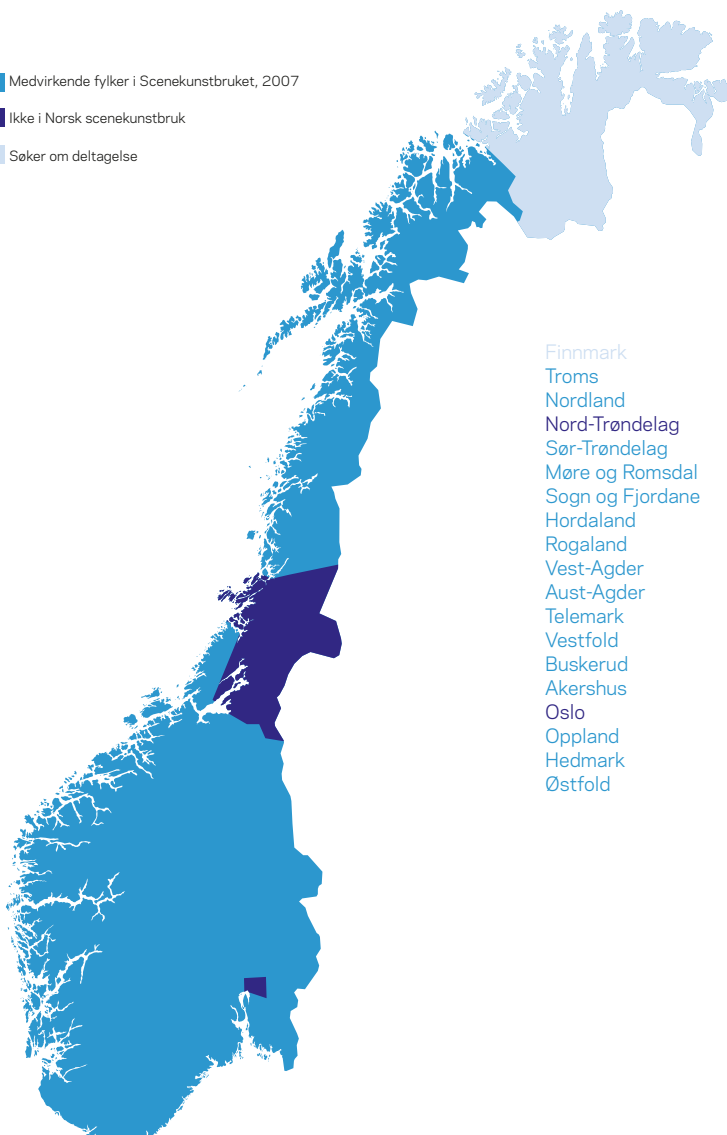 Medvirkende fylker i Scenekunstbruket, 2007
Ikke i Norsk scenekunstbruk
Søker om deltagelse
Finnmark
Troms
Nordland
Nord-Trøndelag
Sør-Trøndelag
Møre og Romsdal
Sogn og Fjordane
Hordaland
Rogaland
Vest-Agder
Aust-Agder
Telemark
Vestfold
Buskerud
Akershus
Oslo
Oppland
Hedmark
Østfold